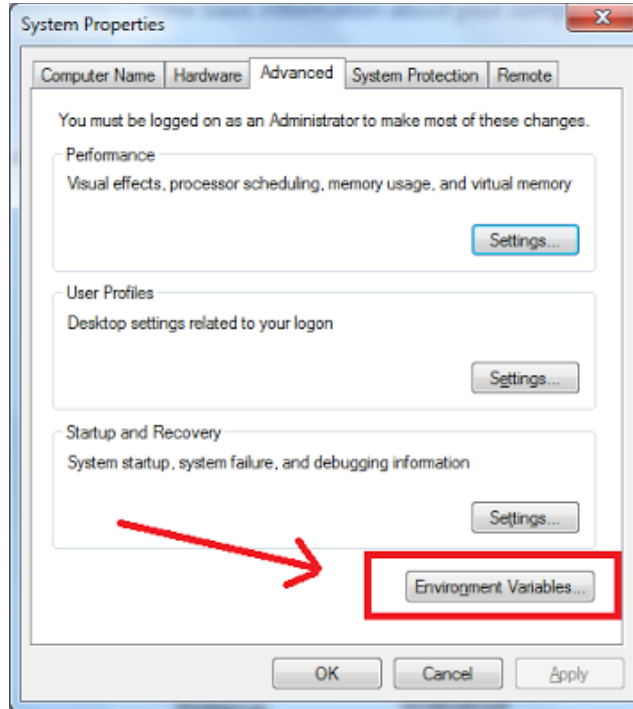 System Properties
Computer Name Hardware Advanced System Protection Remote
You must be logged on as an Administrator to make most of these changes.
Performance
Visual effects, processor scheduling, memory usage, and virtual memory
Settings...
User Profiles
Desktop settings related to your logon
Settings...
Startup and Recovery
System startup, system failure, and debugging information
Settings...
Environment Variables...
OK Cancel Apply